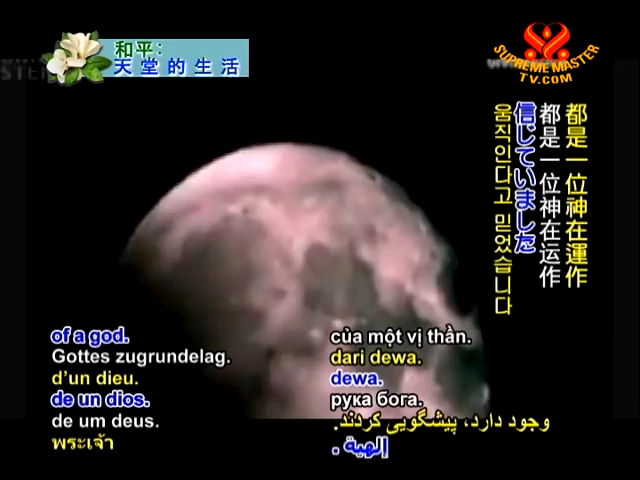 和平:
天堂的生活
SUPREME MASTER
TV.COM
都是一位神在運作
都是一位神在运作
信じていました
움직인다고 믿었습니다
of a god.
Gottes zugrundelag.
d'un dieu.
de un dios.
de um deus.
พระเจ้า
của một vị thần.
dari dewa.
dewa.
рука бога.
وجود دارد، پیشگویی کردند.
إلهية .